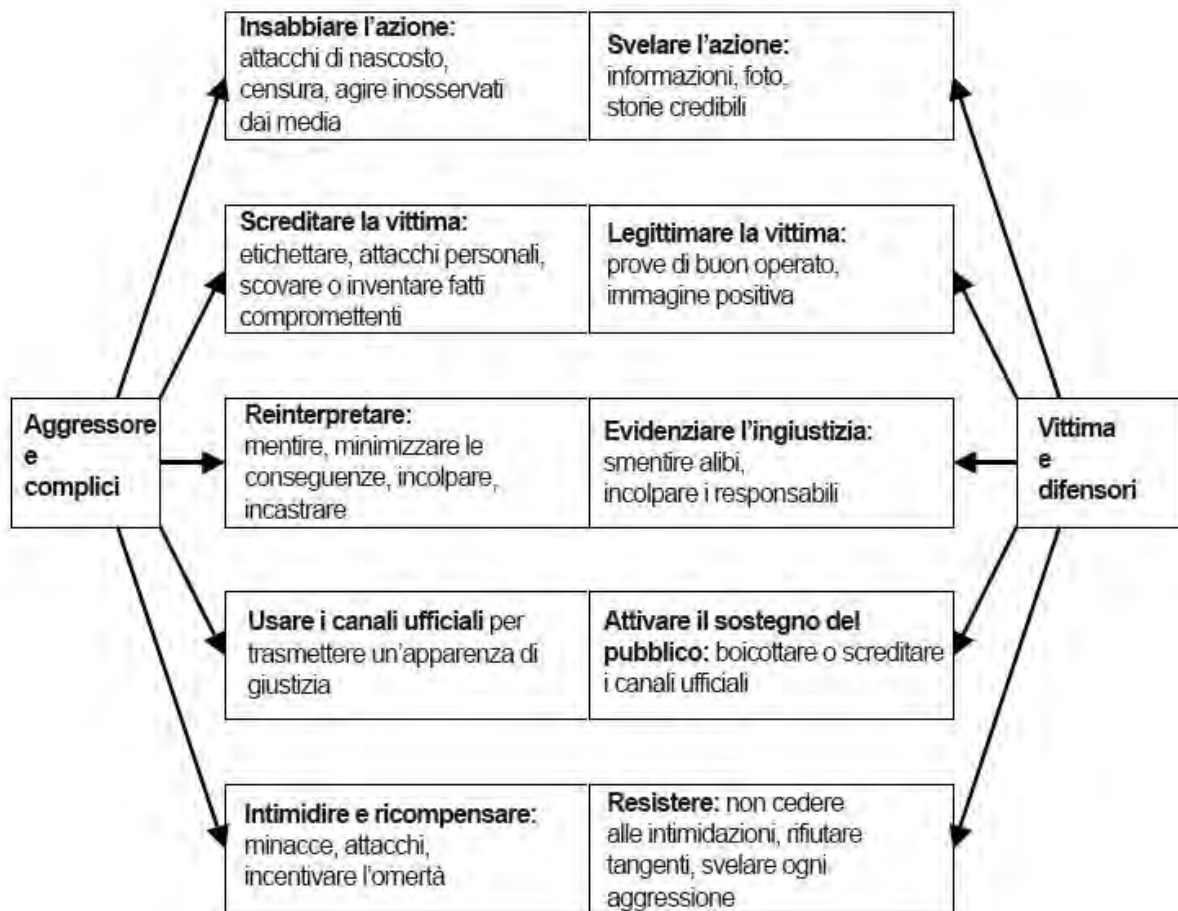 Insabbiare l'azione:
attacchi di nascosto,
censura, agire inosservati
dai media
Svelare l'azione:
informazioni, foto,
storie credibili
Screditare la vittima:
etichettare, attacchi personali,
scovare o inventare fatti
compromettenti
Legittimare la vittima:
prove di buon operato,
immagine positiva
Aggressore
e
complici
Reinterpretare:
mentire, minimizzare le
conseguenze, incolpare,
incastrare
Evidenziare l'ingiustizia:
smentire alibi,
incolpare i responsabili
Vittima
e
difensori
Usare i canali ufficiali per
trasmettere un'apparenza di
giustizia
Attivare il sostegno del
pubblico: boicottare o screditare
i canali ufficiali
Intimidire e ricompensare:
minacce, attacchi,
incentivare l'omertà
Resistere: non cedere
alle intimidazioni, rifiutare
tangenti, svelare ogni
aggressione